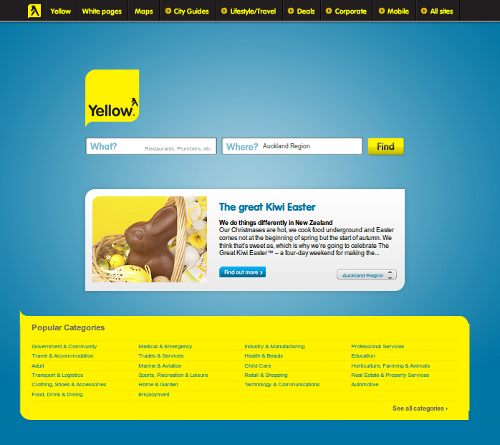 Yellow White pages Maps City Guides Lifestyle/Travel Deals Corporate Mobile All sites
Yellow.
What? Restaurants, Plumbers, etc. Where? Auckland Region Find
The great Kiwi Easter
We do things differently in New Zealand
Our Christmases are hot, we cook food underground and Easter
comes not at the beginning of spring but the start of autumn. We
think that's sweet as, which is why we're going to celebrate The
Great Kiwi Easter™ – a four-day weekend for making the...
Find out more ›
Auckland Region
Popular Categories
Government & Community Medical & Emergency Industry & Manufacturing Professional Services
Travel & Accommodation Trades & Services Health & Beauty Education
Adult Marine & Aviation Child Care Horticulture, Farming & Animals
Transport & Logistics Sports, Recreation & Leisure Retail & Shopping Real Estate & Property Services
Clothing, Shoes & Accessories Home & Garden Technology & Communications Automotive
Food, Drink & Dining Employment
See all categories ›